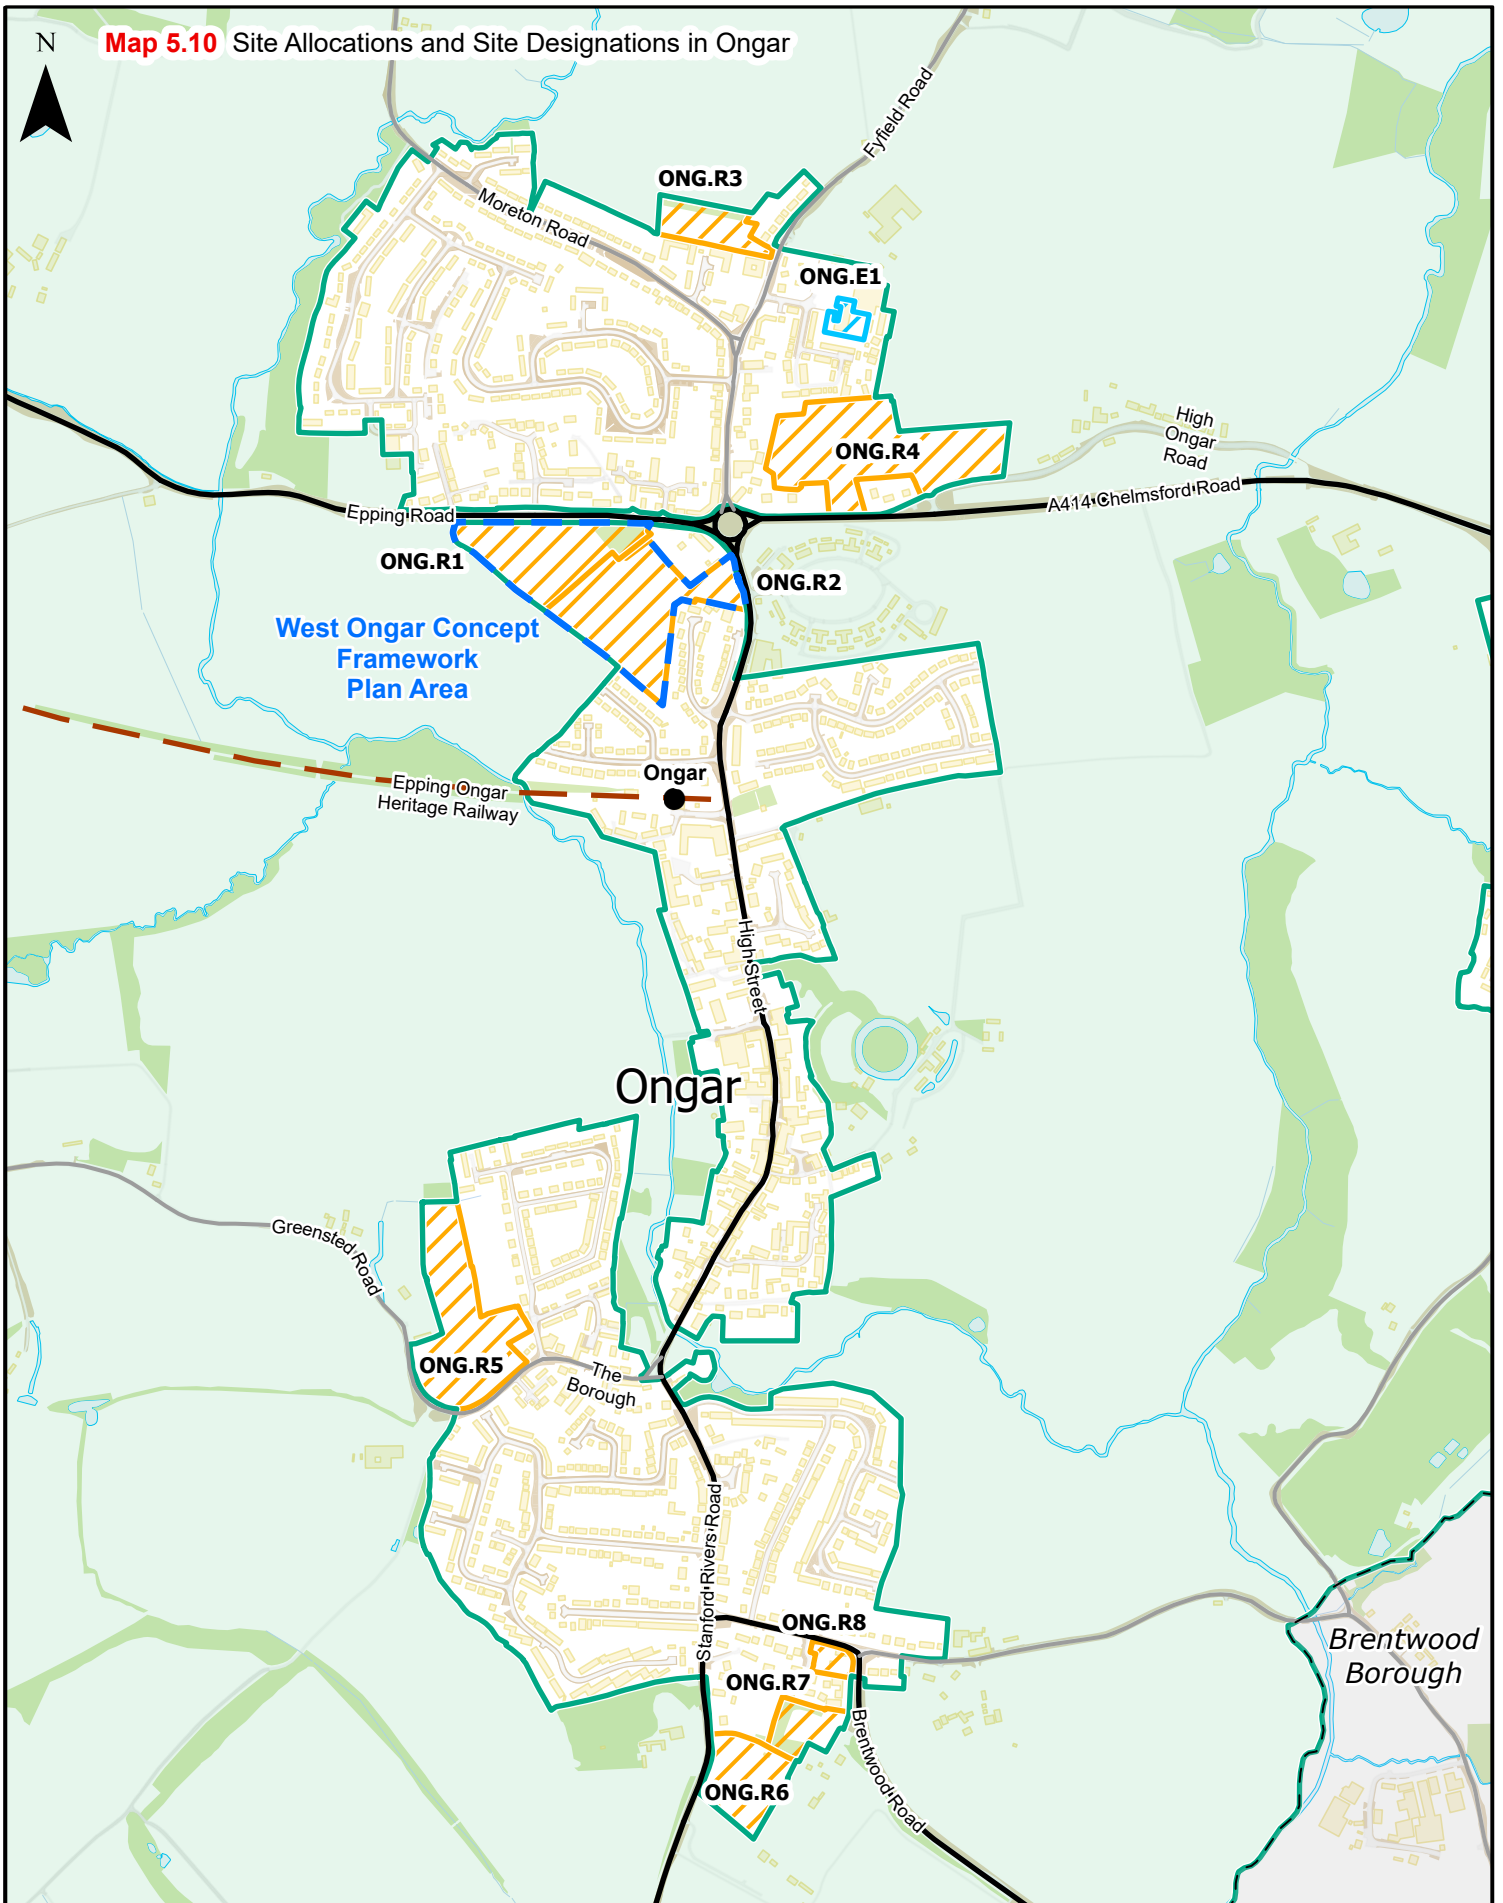 N
Map 5.10 Site Allocations and Site Designations in Ongar
Fyfield Road
ONG.R3
Moreton Road
ONG.E1
High
Ongar
Road
ONG.R4
A414 Chelmsford Road
Epping Road
ONG.R1
ONG.R2
West Ongar Concept
Framework
Plan Area
Ongar
Epping Ongar
Heritage Railway
High Street
Ongar
Greensted Road
ONG.R5
The
Borough
Stanford Rivers Road
ONG.R8
Brentwood
Borough
ONG.R7
Brentwood Road
ONG.R6